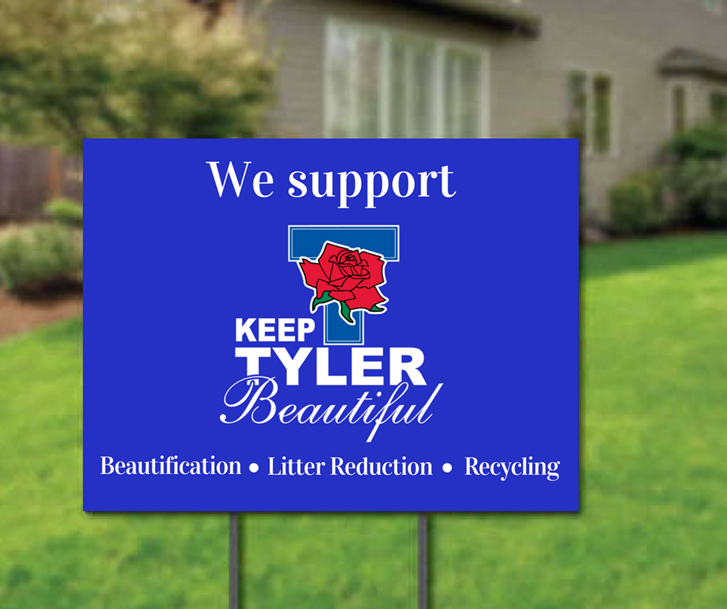 We support
T
KEEP
TYLER
Beautiful
Beautification • Litter Reduction • Recycling